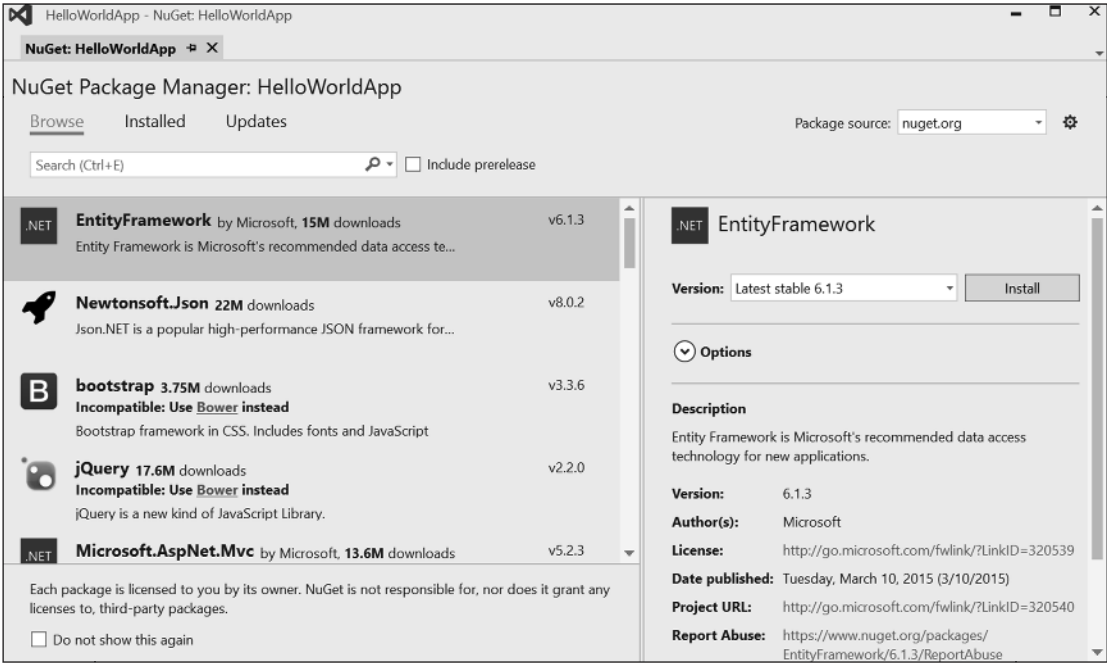 HelloWorldApp - NuGet: HelloWorldApp
NuGet: HelloWorldApp
NuGet Package Manager: HelloWorldApp
Browse Installed Updates
Package source: nuget.org
Search (Ctrl+E) Include prerelease
.NET EntityFramework by Microsoft, 15M downloads v6.1.3
Entity Framework is Microsoft's recommended data access te...
Newtonsoft.Json 22M downloads v8.0.2
Json.NET is a popular high-performance JSON framework for...
B bootstrap 3.75M downloads v3.3.6
Incompatible: Use Bower instead
Bootstrap framework in CSS. Includes fonts and JavaScript
jQuery 17.6M downloads v2.2.0
Incompatible: Use Bower instead
jQuery is a new kind of JavaScript Library.
.NET Microsoft.AspNet.Mvc by Microsoft, 13.6M downloads v5.2.3
Each package is licensed to you by its owner. NuGet is not responsible for, nor does it grant any
licenses to, third-party packages.
Do not show this again
.NET EntityFramework
Version: Latest stable 6.1.3 Install
Options
Description
Entity Framework is Microsoft's recommended data access
technology for new applications.
Version: 6.1.3
Author(s): Microsoft
License: http://go.microsoft.com/fwlink/?LinkID=320539
Date published: Tuesday, March 10, 2015 (3/10/2015)
Project URL: http://go.microsoft.com/fwlink/?LinkID=320540
Report Abuse: https://www.nuget.org/packages/
EntityFramework/6.1.3/ReportAbuse